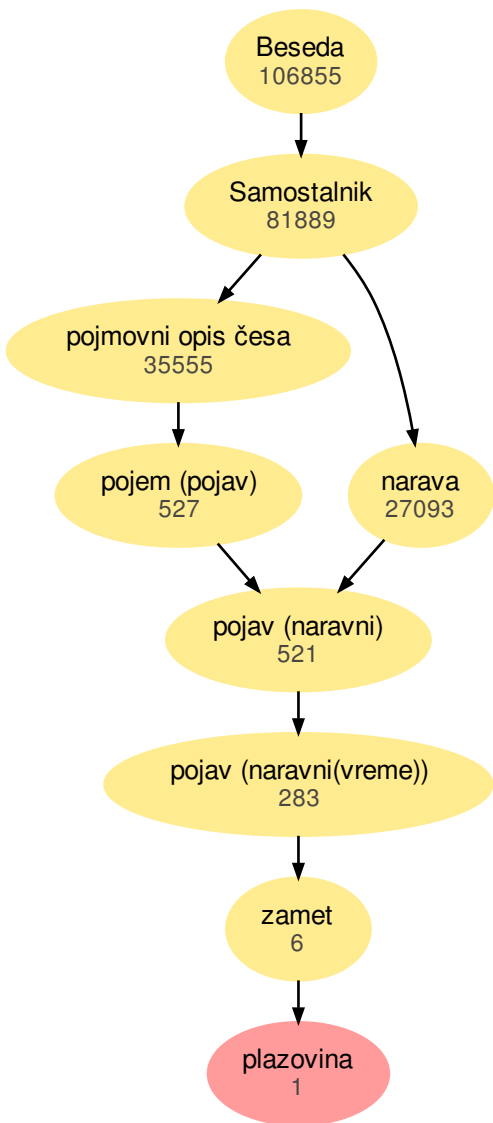 Beseda
106855
Samostalnik
81889
pojmovni opis česa
35555
pojem (pojav)
527
narava
27093
pojav (naravni)
521
pojav (naravni(vreme))
283
zamet
6
plazovina
1